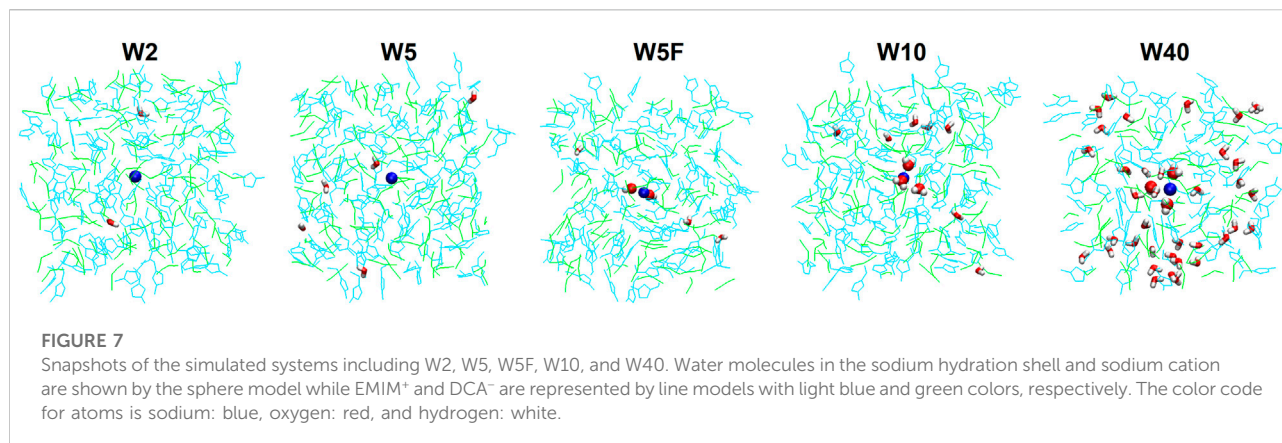 W2 W5 W5F W10 W40
FIGURE 7
Snapshots of the simulated systems including W2, W5, W5F, W10, and W40. Water molecules in the sodium hydration shell and sodium cation
are shown by the sphere model while EMIM⁺ and DCA⁻ are represented by line models with light blue and green colors, respectively. The color code
for atoms is sodium: blue, oxygen: red, and hydrogen: white.